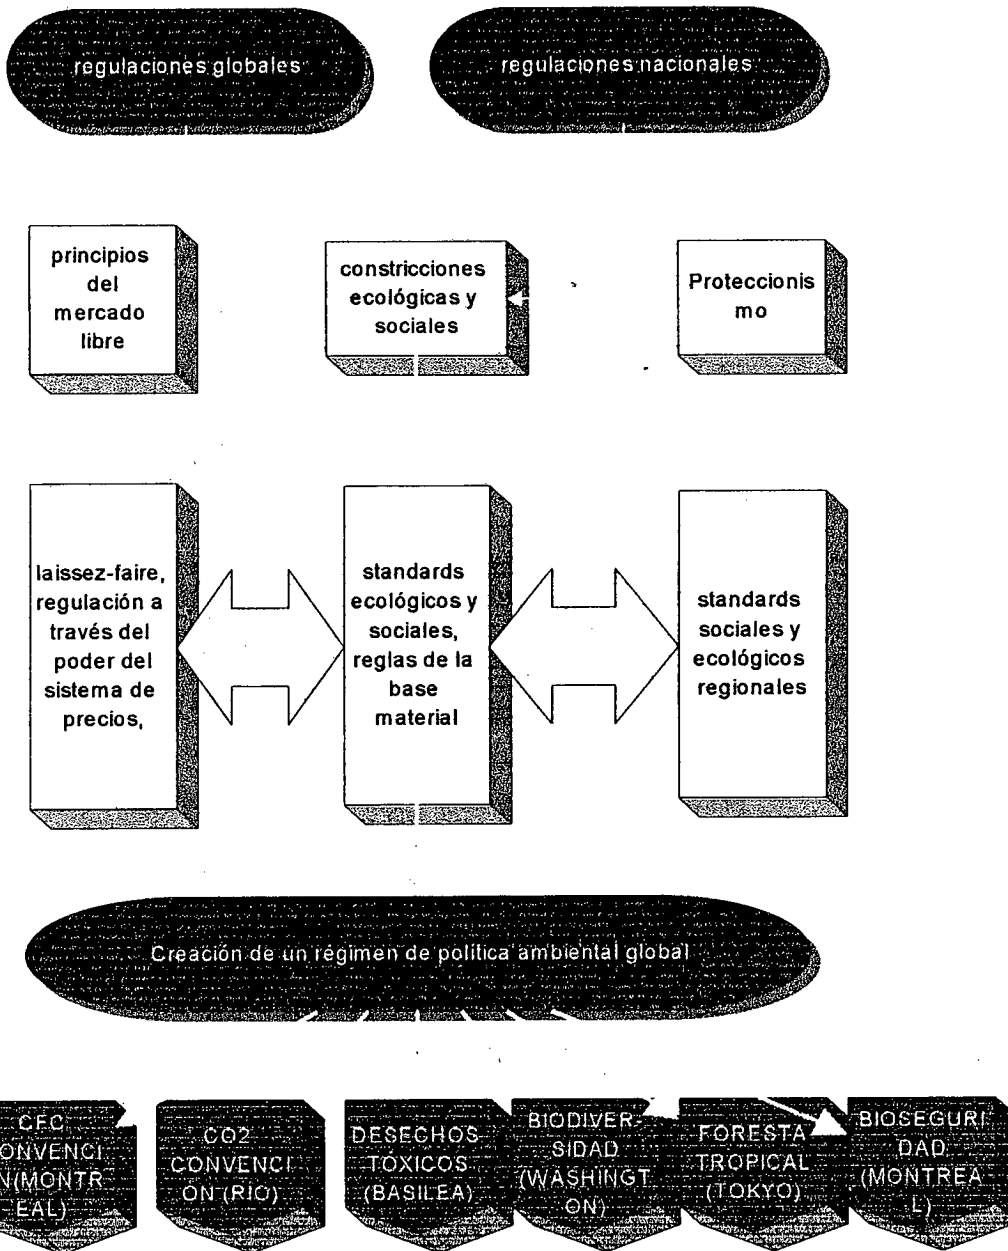 regulaciones globales
regulaciones nacionales
principios
del
mercado
libre
constricciones
ecológicas y
sociales
Proteccionis
mo
laissez-faire,
regulación a
través del
poder del
sistema de
precios,
standards
ecológicos y
sociales,
reglas de la
base
material
standards
sociales y
ecológicos
regionales
Creación de un régimen de política ambiental global
CFC
ONVENCI
N(MONTR
EAL)
CO2
CONVENCI
ON (RIO)
DESECHOS
TÓXICOS
(BASILEA)
BIODIVER-
SIDAD
(WASHINGT
ON)
FORESTA
TROPICAL
(TOKYO)
BIOSEGURI
DAD
(MONTREA
L)